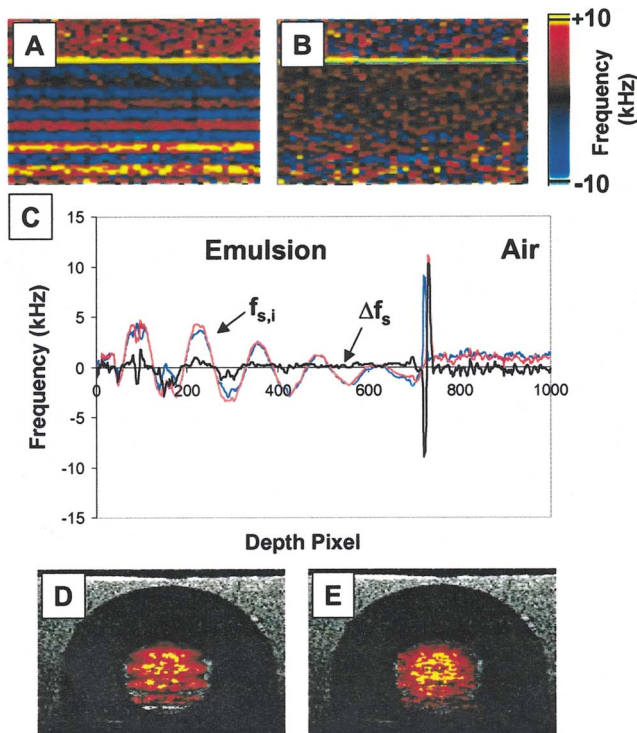 A
B
+10
-10
Frequency
(kHz)
C
15
10
5
0
-5
-10
-15
Frequency (kHz)
Emulsion
Air
fs,i
Δfs
0
200
400
600
800
1000
Depth Pixel
D
E